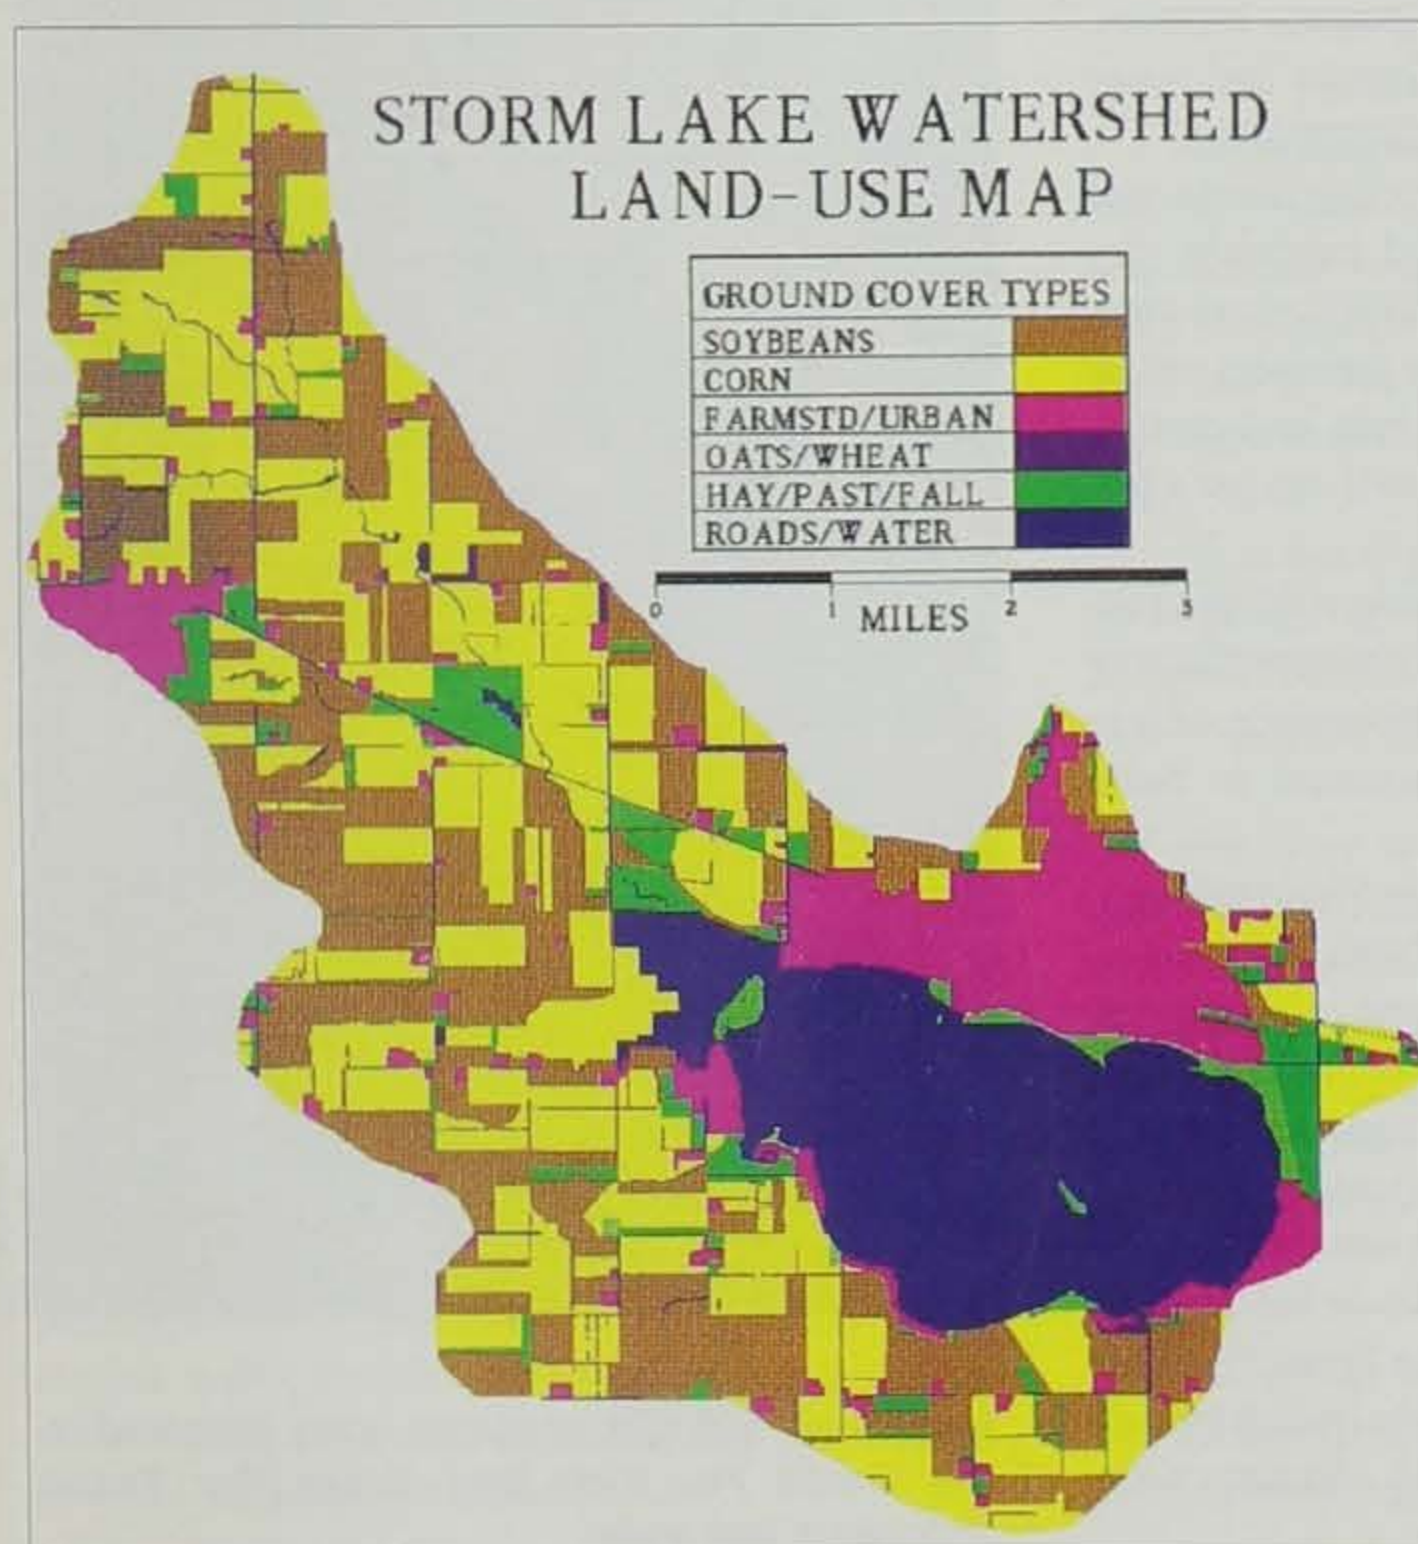 STORM LAKE WATERSHED
LAND-USE MAP
GROUND COVER TYPES
SOYBEANS
CORN
FARMSTD/URBAN
OATS/WHEAT
HAY/PAST/FALL
ROADS/WATER
0 1 2 3
MILES